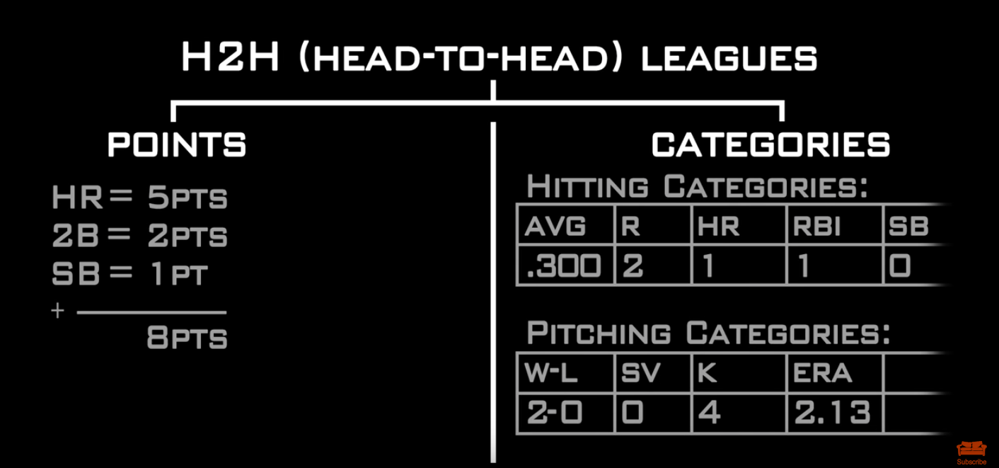 H2H (HEAD-TO-HEAD) LEAGUES
POINTS
HR = 5PTS
2B = 2PTS
SB = 1PT
+
8PTS
CATEGORIES
HITTING CATEGORIES:
AVG R HR RBI SB
.300 2 1 1 0
PITCHING CATEGORIES:
W-L SV K ERA
2-0 0 4 2.13
Subscribe